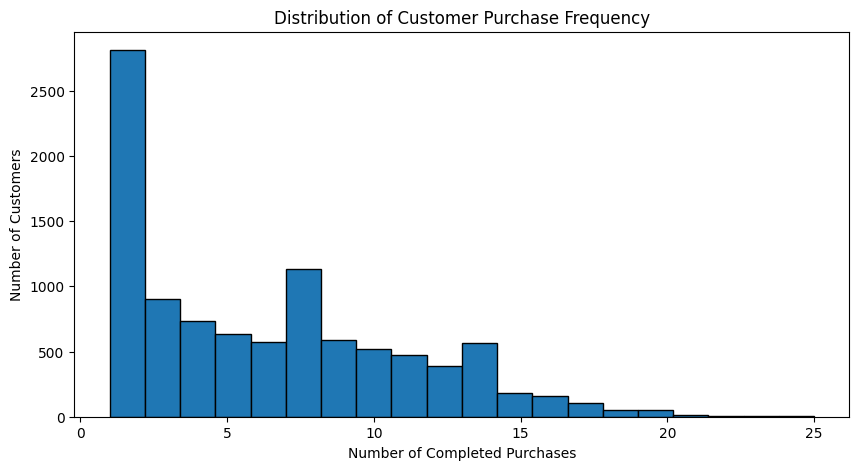 Distribution of Customer Purchase Frequency
Number of Customers
2500
2000
1500
1000
500
0
0 5 10 15 20 25
Number of Completed Purchases